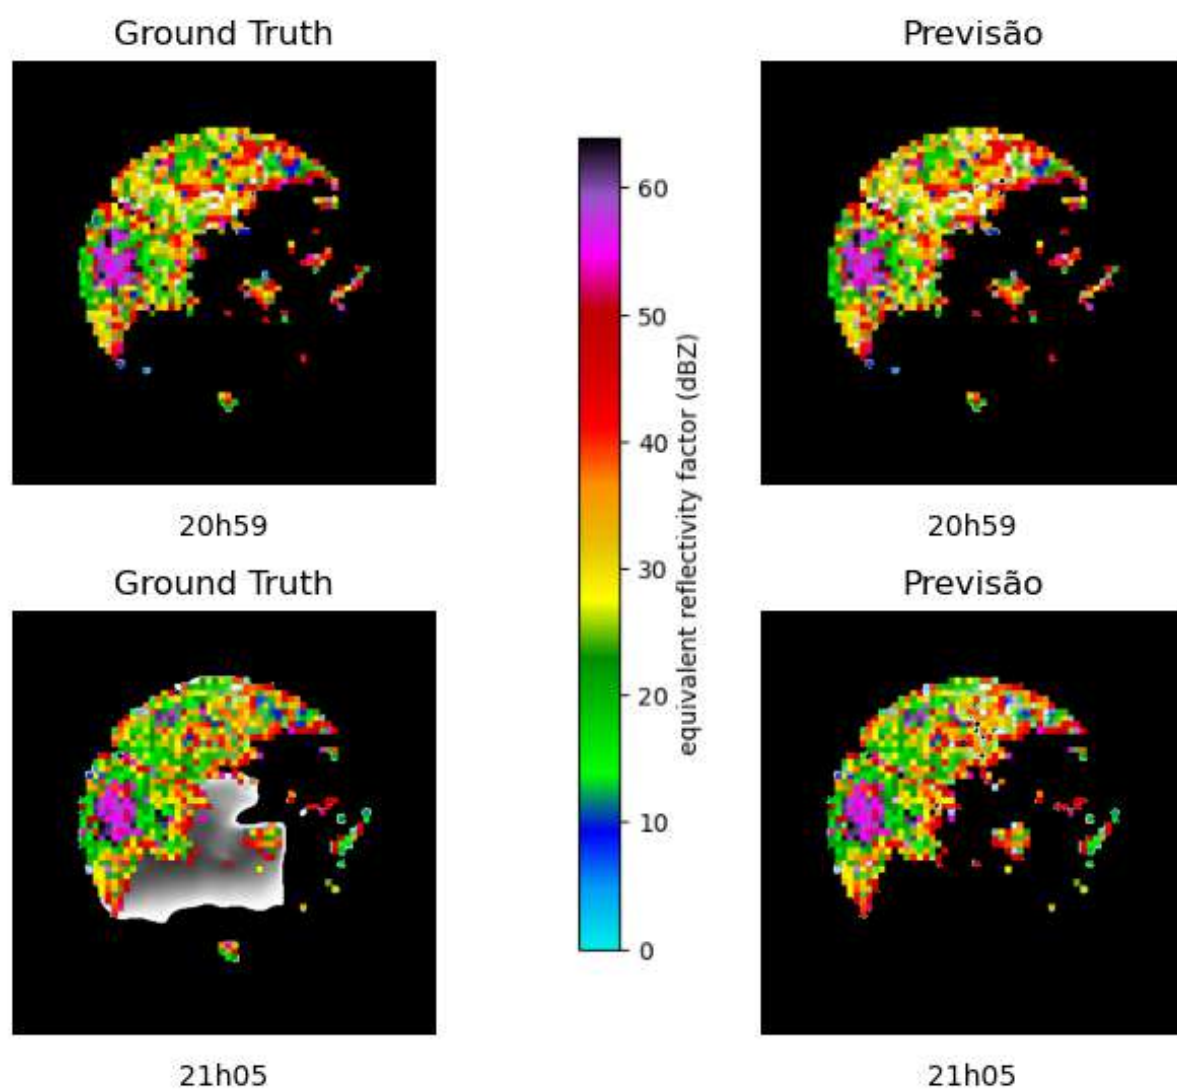 Ground Truth
Previsão
20h59
20h59
60
50
40
30
20
10
0
equivalent reflectivity factor (dBZ)
Ground Truth
Previsão
21h05
21h05